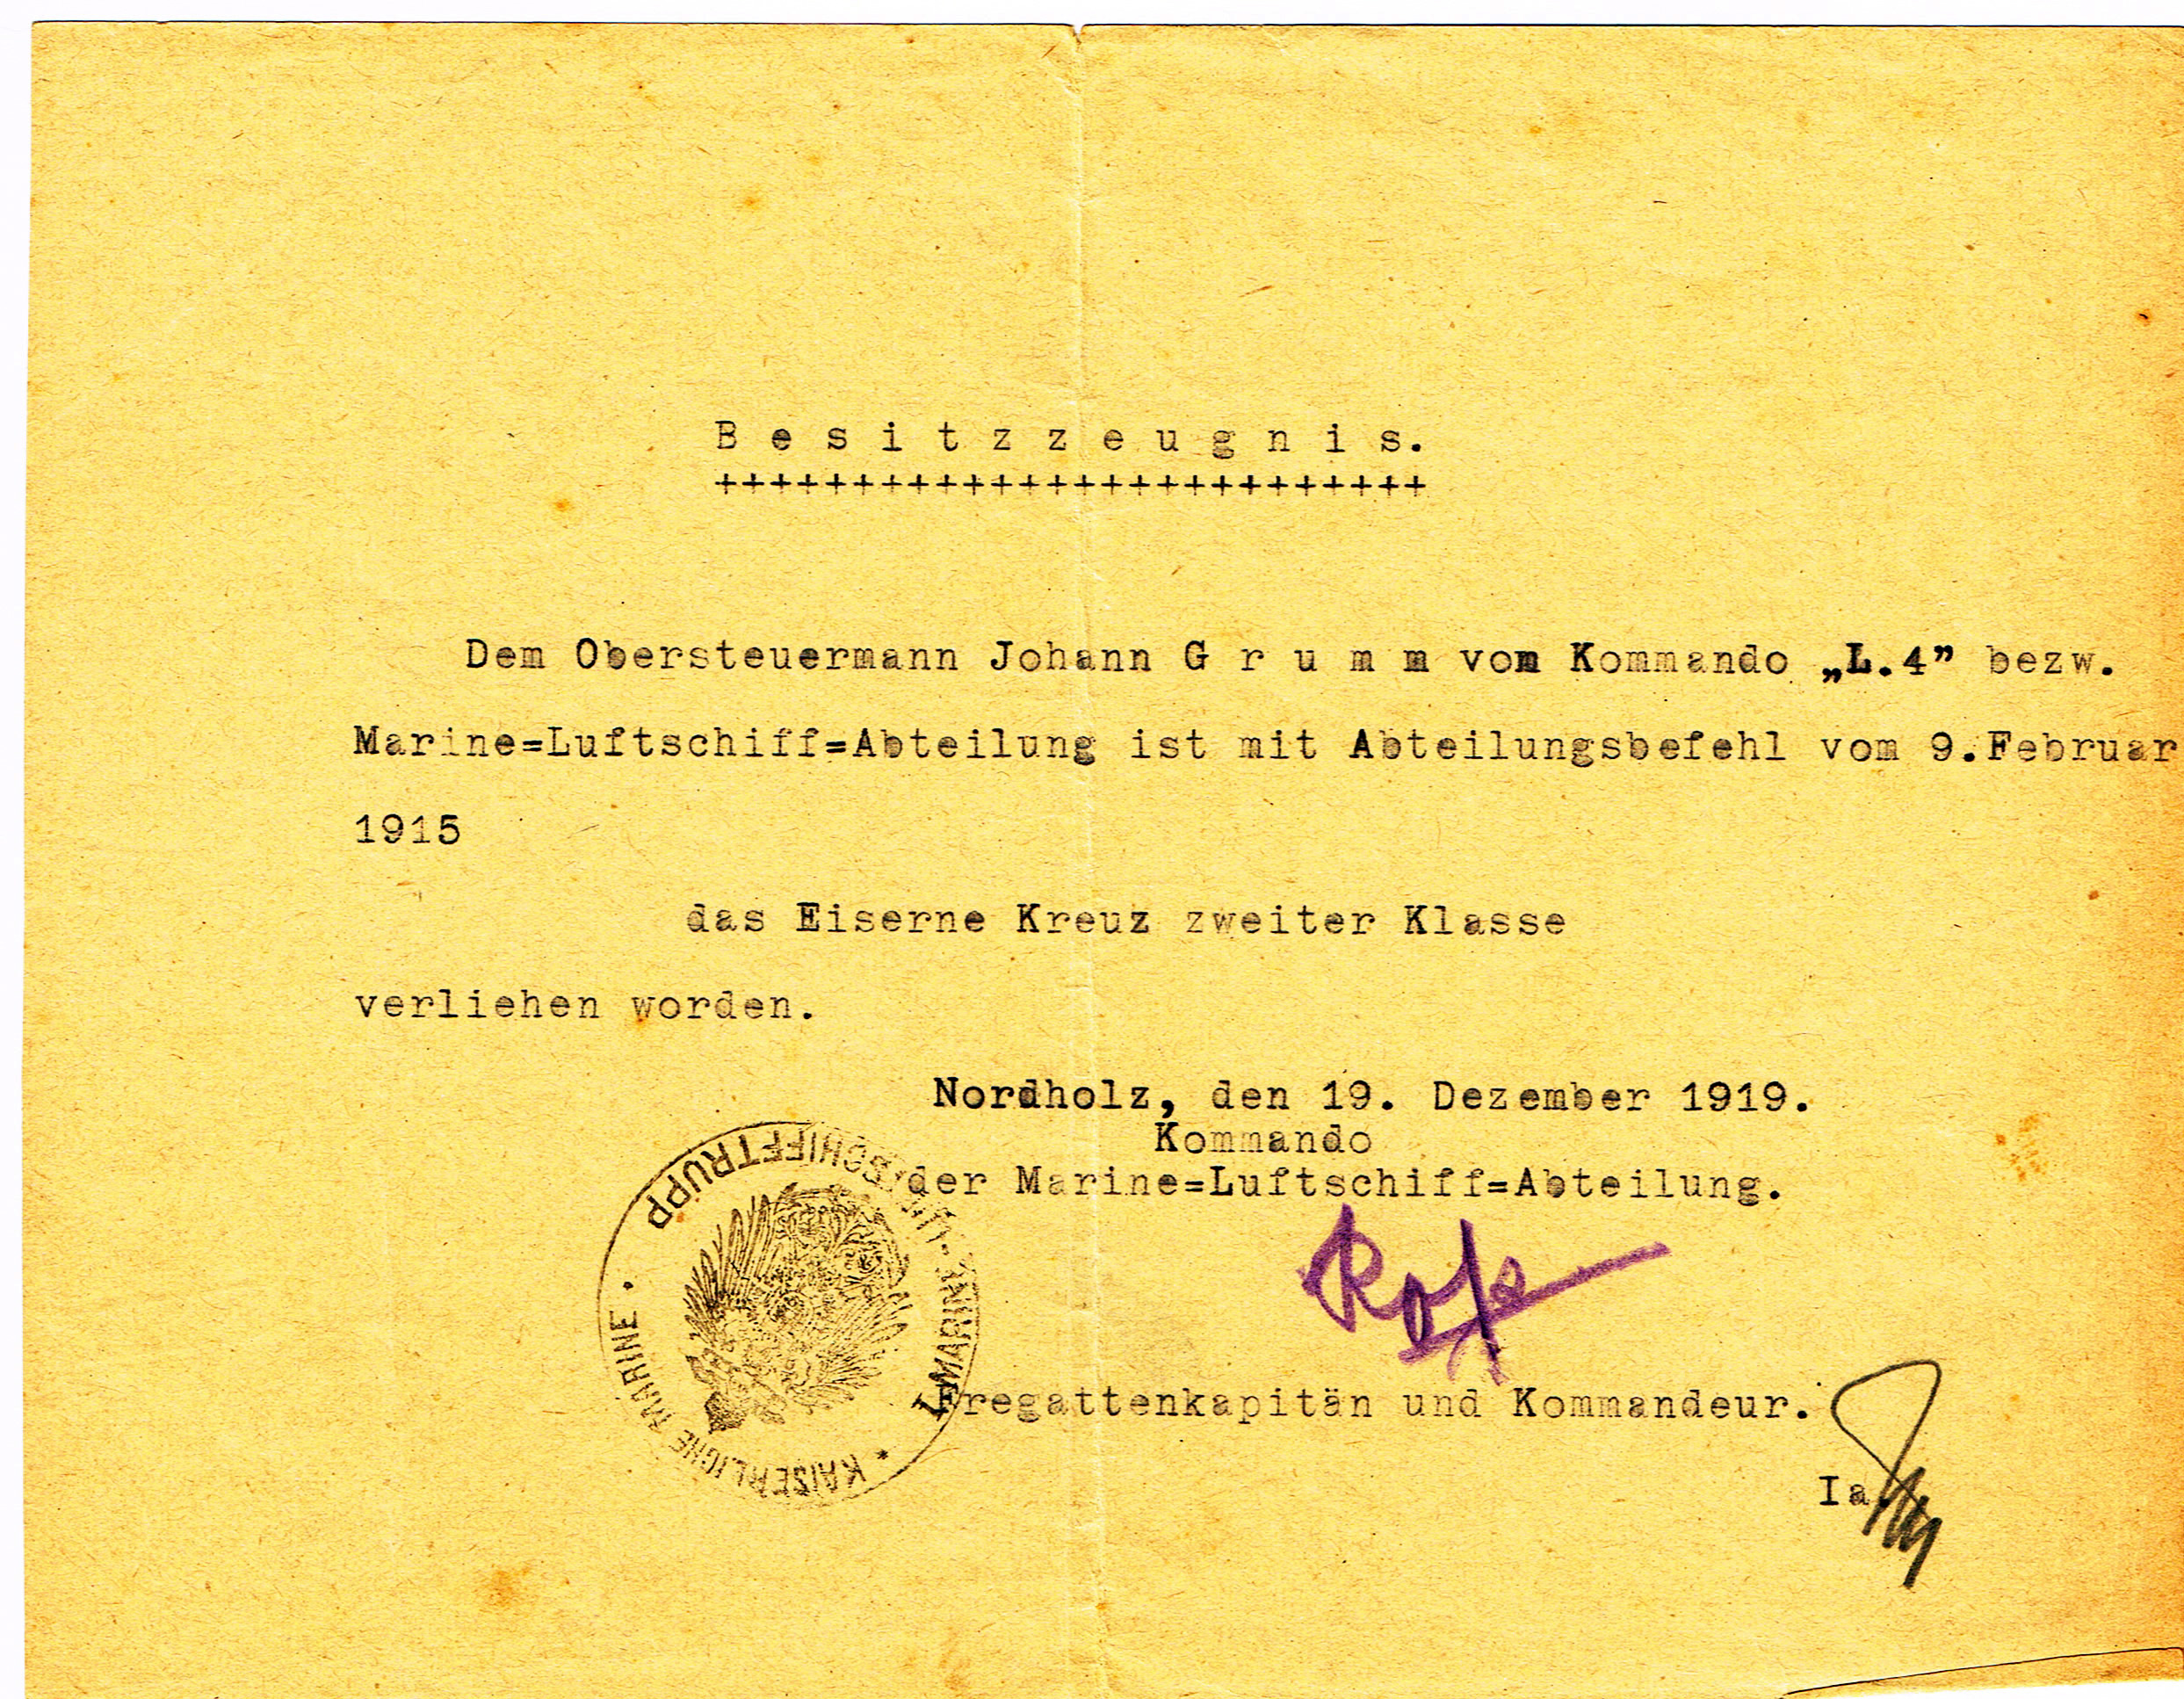 B e s i t z z e u g n i s.
++++++++++++++++++++++++++
Dem Obersteuermann Johann G r u m m vom Kommando „L.4” bezw.
Marine=Luftschiff=Abteilung ist mit Abteilungsbefehl vom 9.Februar
1915
das Eiserne Kreuz zweiter Klasse
verliehen worden.
Nordholz, den 19. Dezember 1919.
Kommando
der Marine=Luftschiff=Abteilung.
Fregattenkapitän und Kommandeur.
Ia
KAISERLICHE MARINE •
I. MARINE-LUFTSCHIFFTRUPP